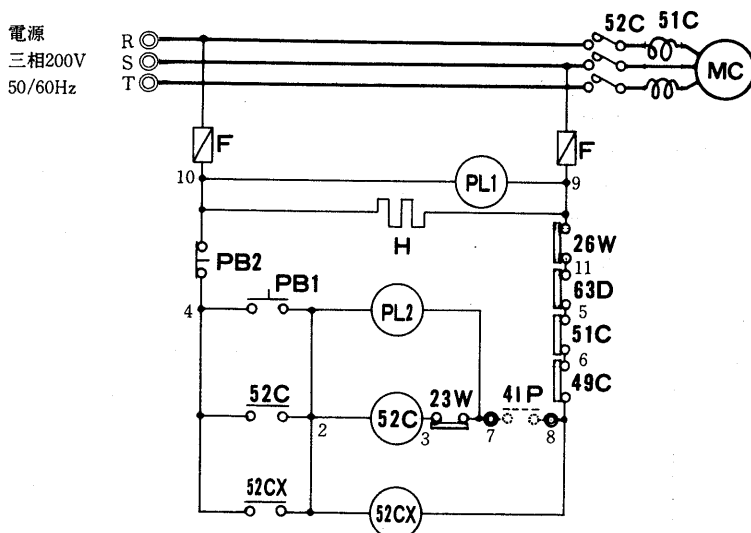 電源
三相200V
50/60Hz
R
S
T
52C
51C
MC
F
F
10
PL1
9
H
26W
11
PB2
63D
PB1
4
PL2
5
51C
6
49C
52C
52C
23W
41P
2
3
7
8
52CX
52CX